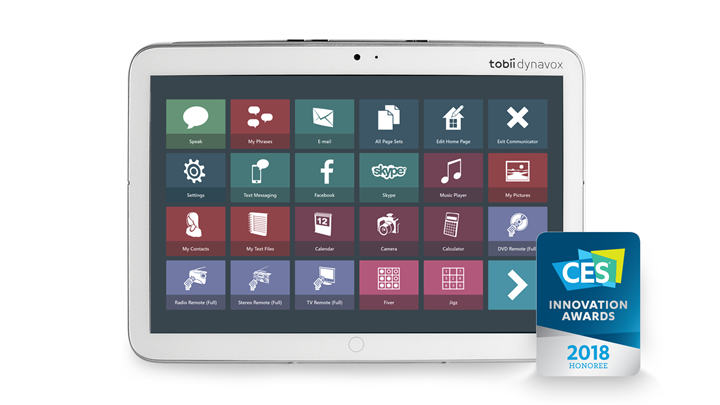 tobii dynavox
Speak
My Phrases
E-mail
All Page Sets
Edit Home Page
Exit Communicator
Settings
Text Messaging
Facebook
skype
Skype
Music Player
My Pictures
My Contacts
My Text Files
12
Calendar
Camera
Calculator
DVD Remote (Full)
Radio Remote (Full)
Stereo Remote (Full)
TV Remote (Full)
Fiver
Jigz
CES
INNOVATION
AWARDS
2018
HONOREE